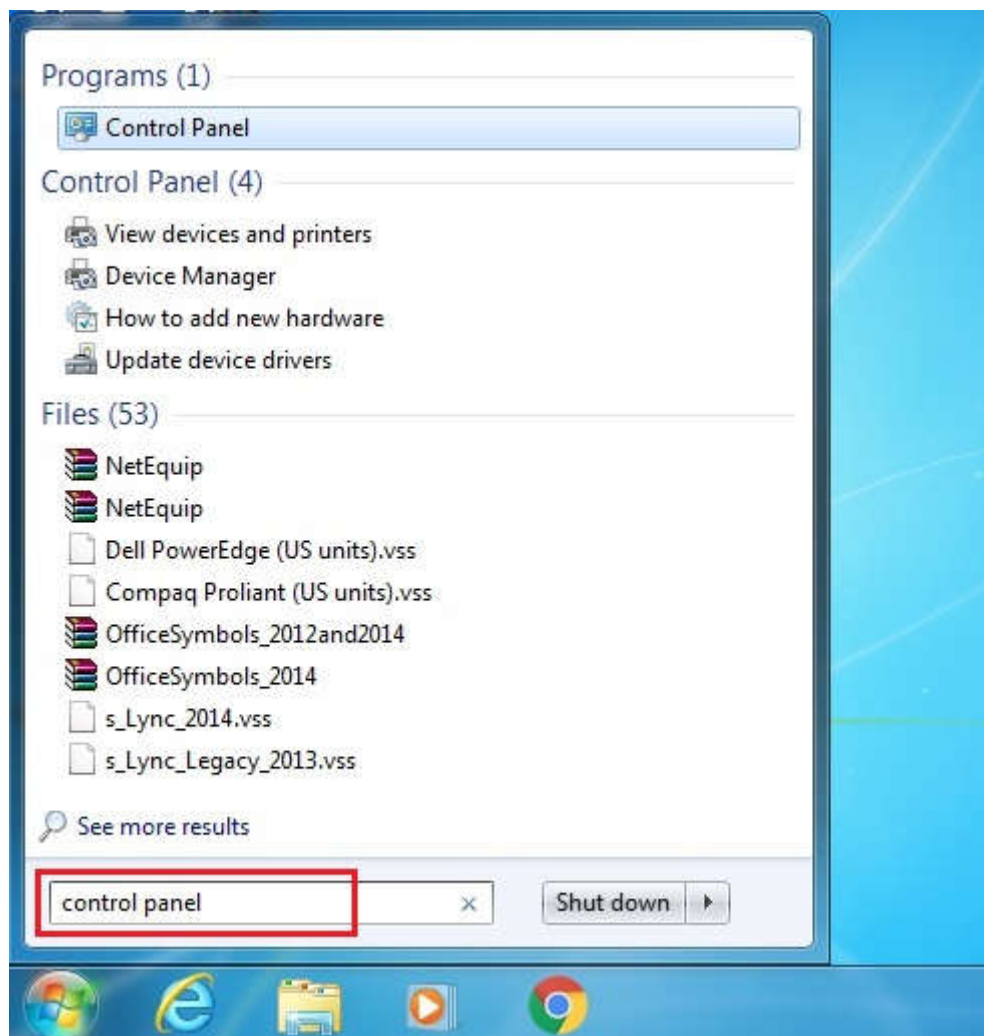 Programs (1)
Control Panel
Control Panel (4)
View devices and printers
Device Manager
How to add new hardware
Update device drivers
Files (53)
NetEquip
NetEquip
Dell PowerEdge (US units).vss
Compaq Proliant (US units).vss
OfficeSymbols_2012and2014
OfficeSymbols_2014
s_Lync_2014.vss
s_Lync_Legacy_2013.vss
See more results
control panel
Shut down